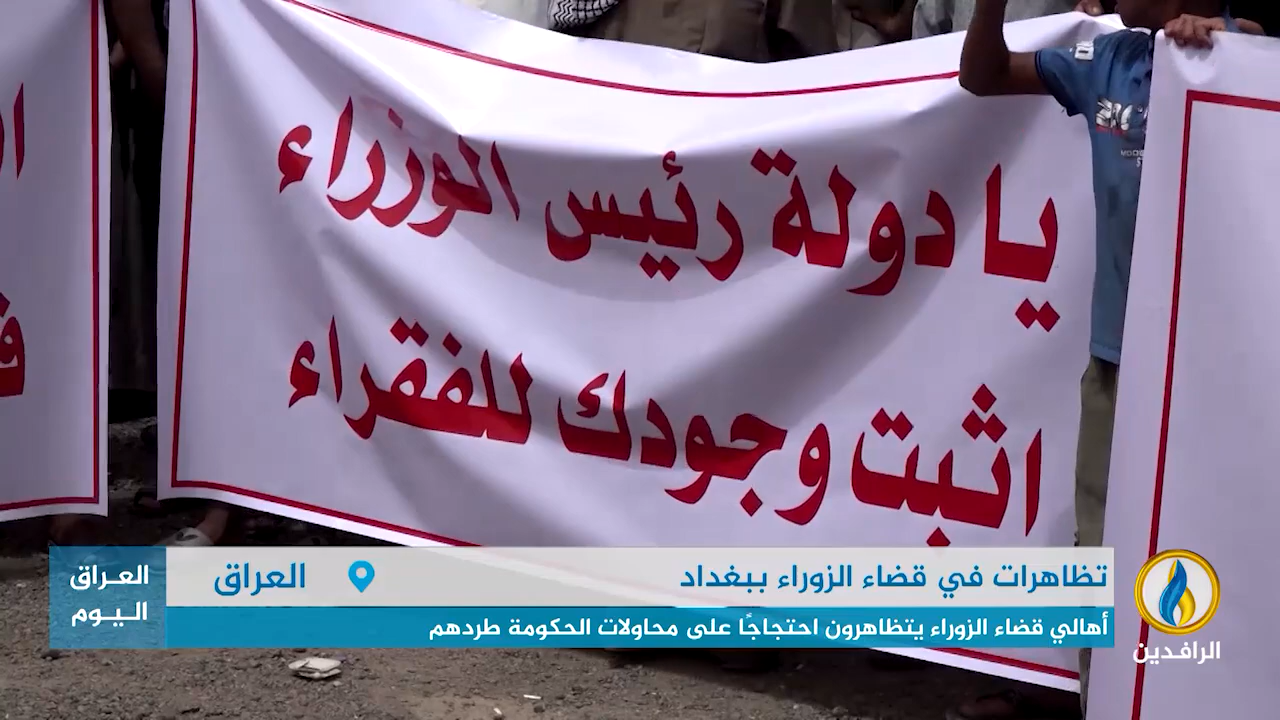 يا دولة رئيس الوزراء
اثبت وجودك للفقراء
تظاهرات في قضاء الزوراء ببغداد
العراق
أهالي قضاء الزوراء يتظاهرون احتجاجًا على محاولات الحكومة طردهم
العراق
اليوم
الرافدين